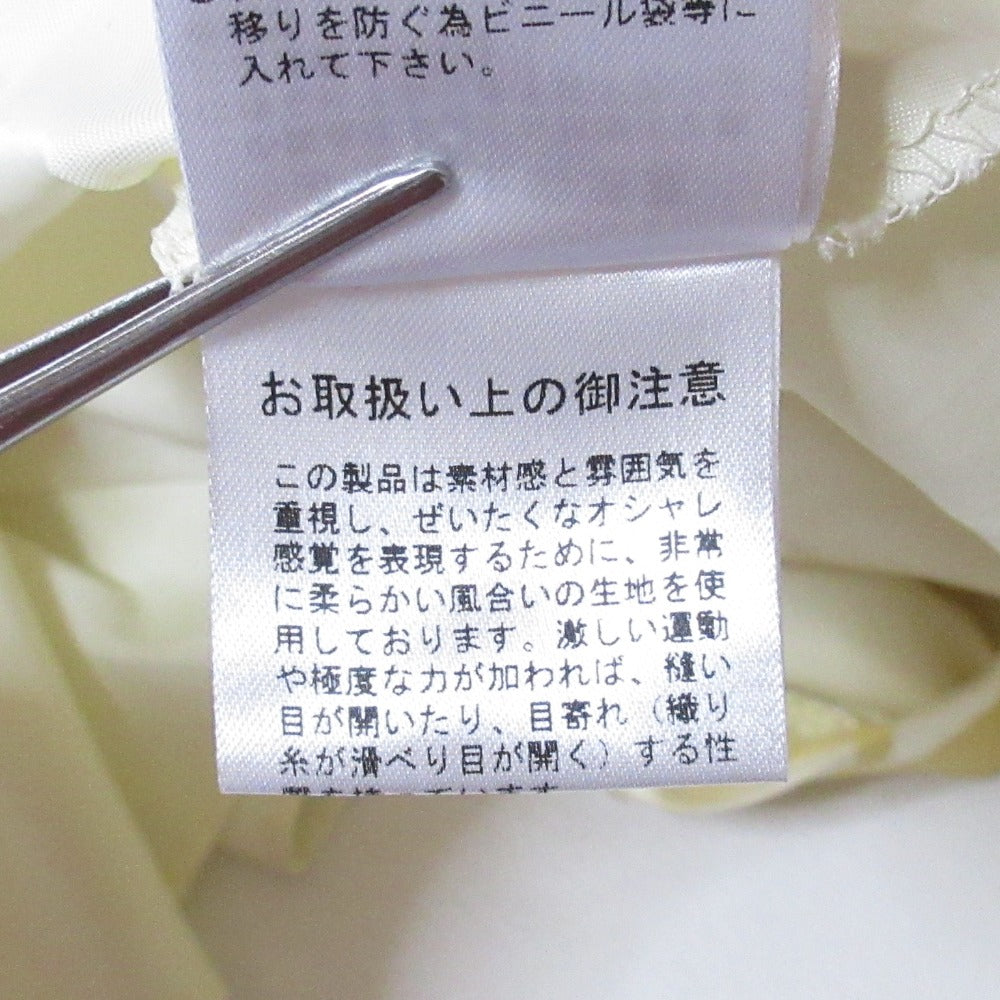 移りを防ぐ為ビニール袋等に
入れて下さい。
お取扱い上の御注意
この製品は素材感と雰囲気を
重視し、ぜいたくなオシャレ
感覚を表現するために、非常
に柔らかい風合いの生地を使
用しております。激しい運動
や極度な力が加われば、縫い
目が開いたり、目寄れ（織り
糸が滑べり目が開く）する性